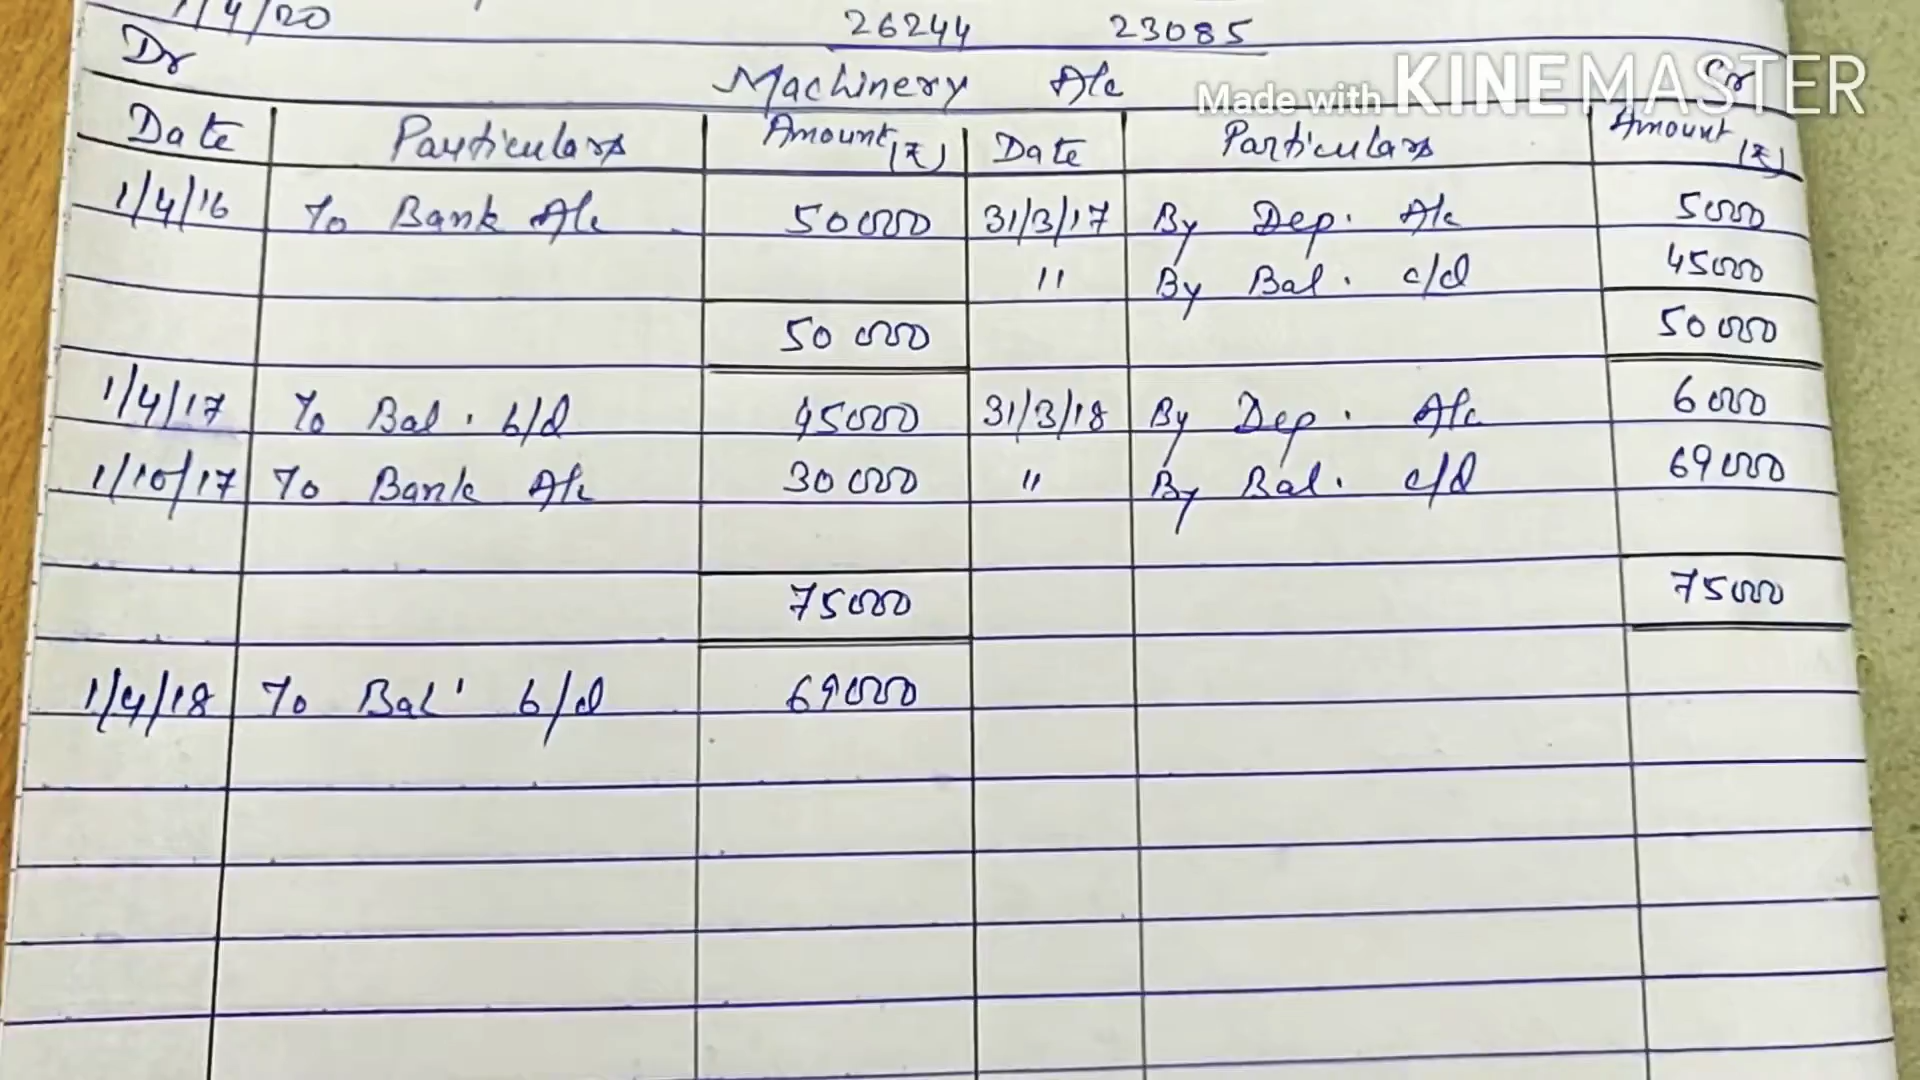 1/4/20 26244 23085
Dr Machinery A/c Cr
Made with KINEMASTER
Date Particulars Amount (₹) Date Particulars Amount (₹)
1/4/16 To Bank A/c 50000 31/3/17 By Dep. A/c 5000
" By Bal. c/d 45000
50000 50000
1/4/17 To Bal. b/d 45000 31/3/18 By Dep. A/c 6000
1/10/17 To Bank A/c 30000 " By Bal. c/d 69000
75000 75000
1/4/18 To Bal' b/d 69000